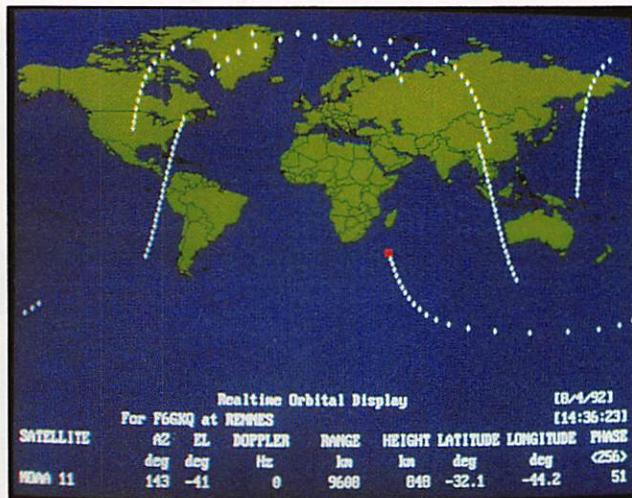 Realtime Orbital Display [8/4/92]
For F6GXQ at RENNES [14:36:23]
SATELLITE AZ EL DOPPLER RANGE HEIGHT LATITUDE LONGITUDE PHASE
deg deg Hz km km deg deg <256>
NOAA 11 143 -41 0 9608 848 -32.1 -44.2 51